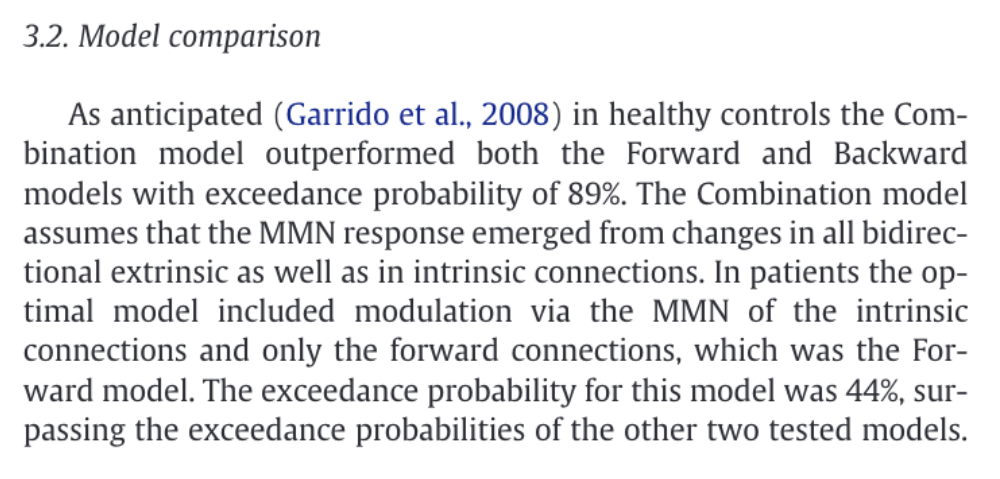 3.2. Model comparison
As anticipated (Garrido et al., 2008) in healthy controls the Com-
bination model outperformed both the Forward and Backward
models with exceedance probability of 89%. The Combination model
assumes that the MMN response emerged from changes in all bidirec-
tional extrinsic as well as in intrinsic connections. In patients the op-
timal model included modulation via the MMN of the intrinsic
connections and only the forward connections, which was the For-
ward model. The exceedance probability for this model was 44%, sur-
passing the exceedance probabilities of the other two tested models.